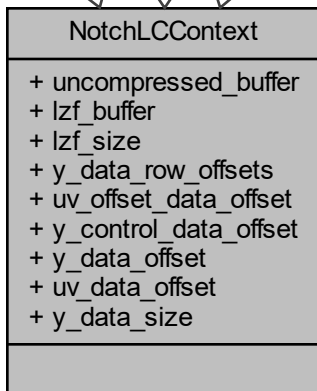 NotchLCContext
+ uncompressed_buffer
+ lzf_buffer
+ lzf_size
+ y_data_row_offsets
+ uv_offset_data_offset
+ y_control_data_offset
+ y_data_offset
+ uv_data_offset
+ y_data_size